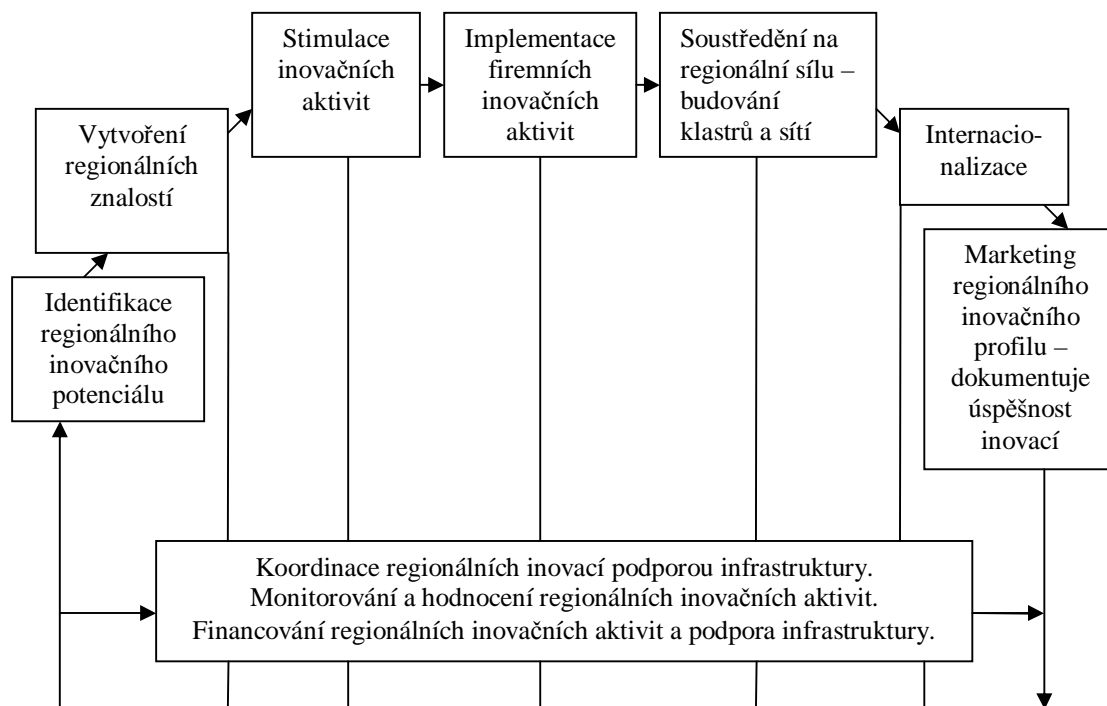 Identifikace
regionálního
inovačního
potenciálu
Vytvoření
regionálních
znalostí
Stimulace
inovačních
aktivit
Implementace
firemních
inovačních
aktivit
Soustředění na
regionální sílu –
budování
klastrů a sítí
Internacio-
nalizace
Marketing
regionálního
inovačního
profilu –
dokumentuje
úspěšnost
inovací
Koordinace regionálních inovací podporou infrastruktury.
Monitorování a hodnocení regionálních inovačních aktivit.
Financování regionálních inovačních aktivit a podpora infrastruktury.